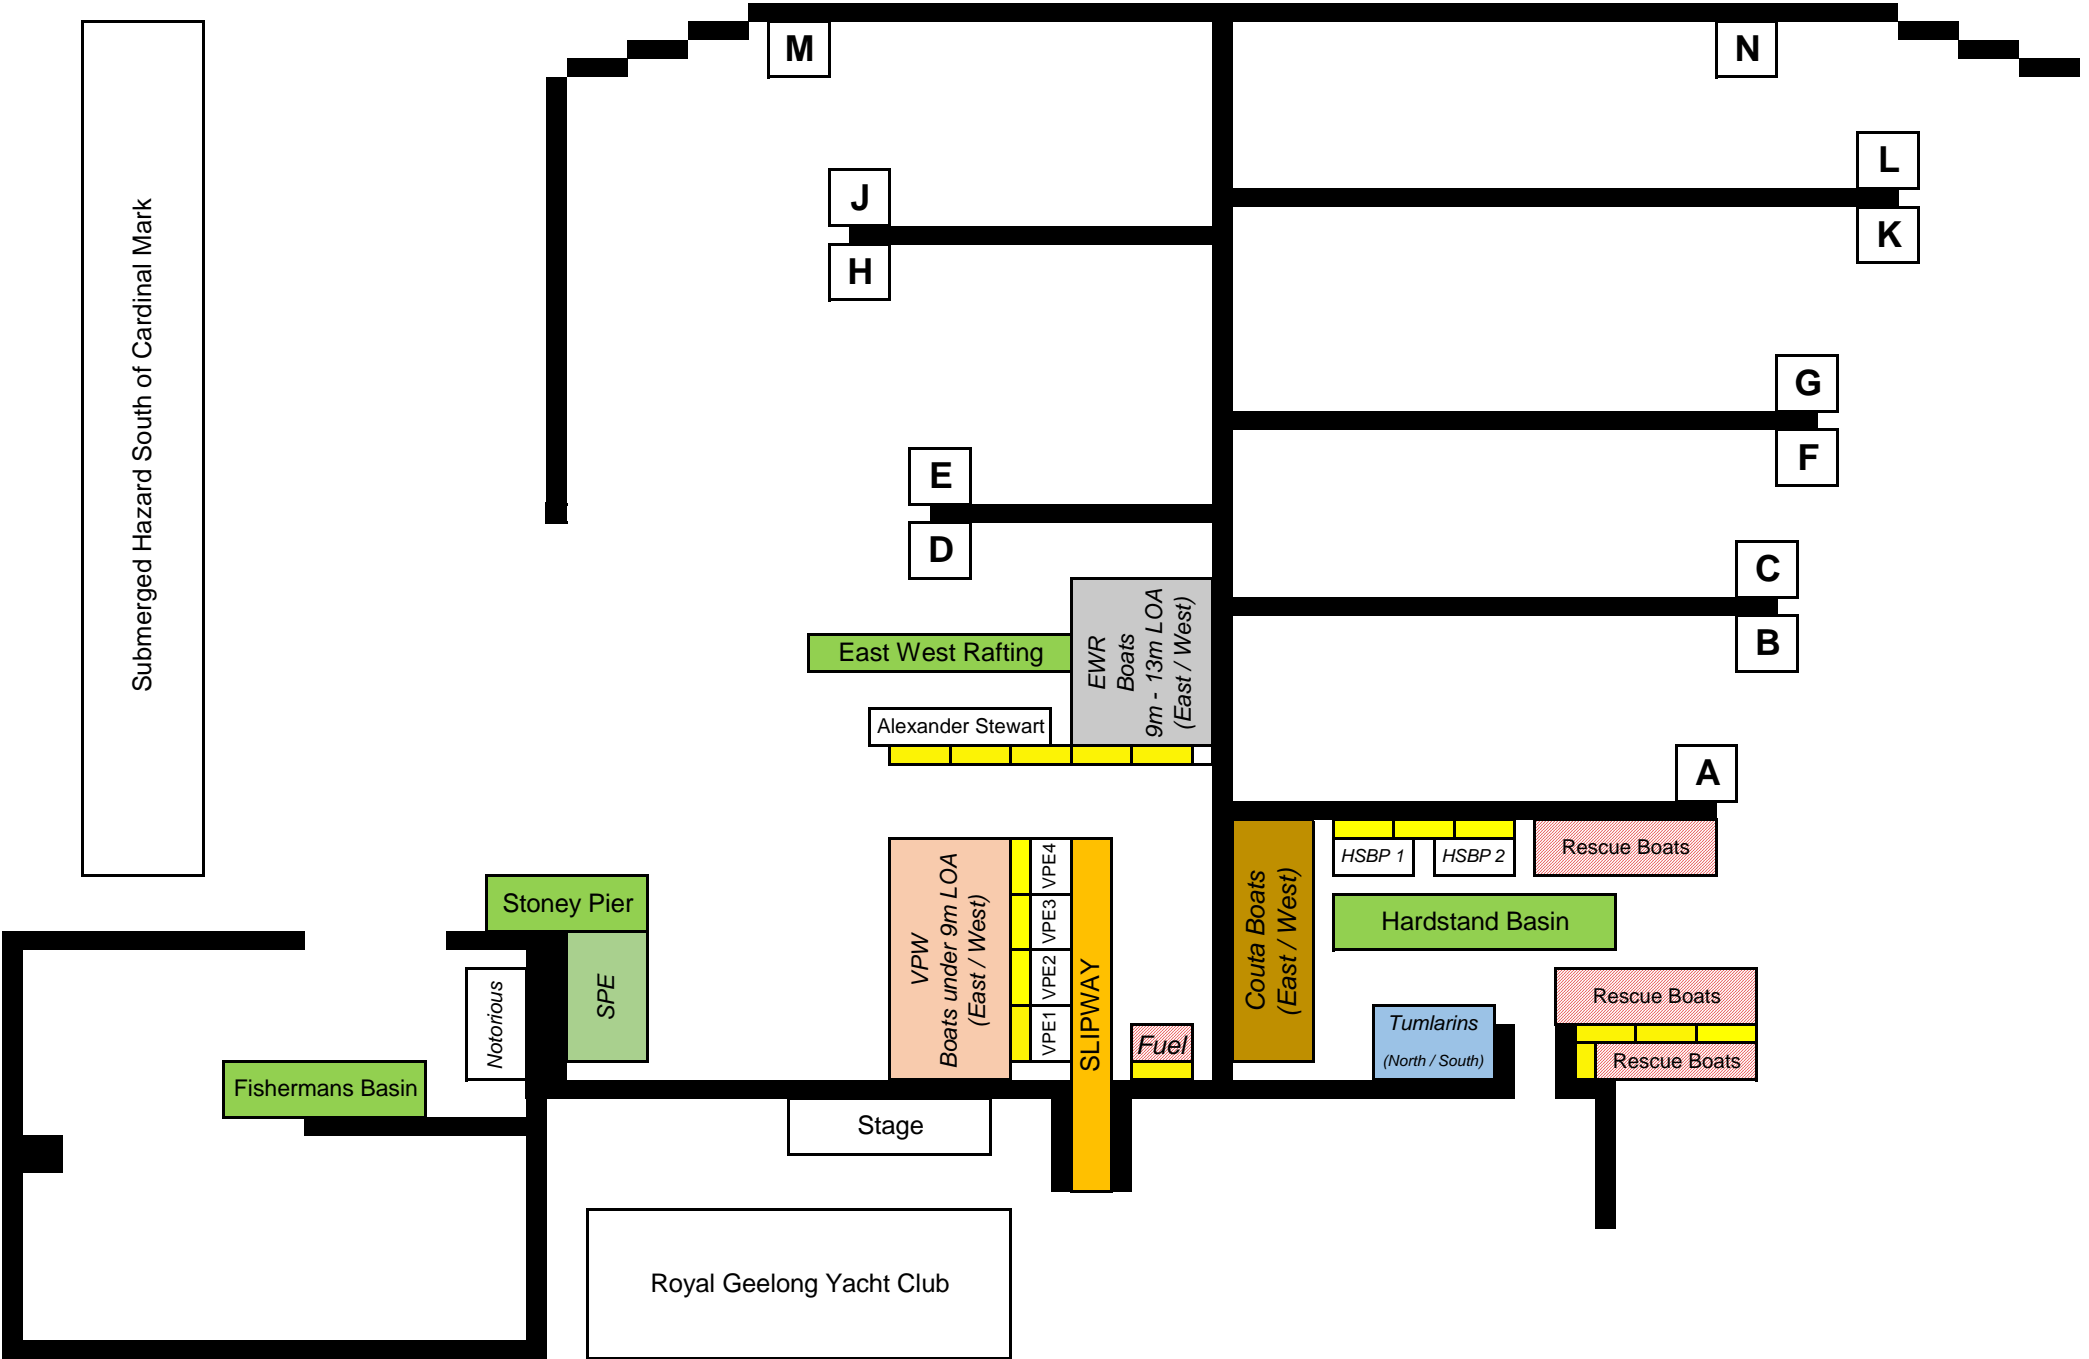 M
N
L
J
K
H
G
F
E
D
C
B
Submerged Hazard South of Cardinal Mark
East West Rafting
EWR
Boats
9m - 13m LOA
(East / West)
Alexander Stewart
A
HSBP 1
HSBP 2
Rescue Boats
Stoney Pier
VPW
Boats under 9m LOA
(East / West)
VPE4
VPE3
VPE2
VPE1
SLIPWAY
Couta Boats
(East / West)
Hardstand Basin
Notorious
SPE
Rescue Boats
Tumlarins
(North / South)
Fuel
Rescue Boats
Fishermans Basin
Stage
Royal Geelong Yacht Club